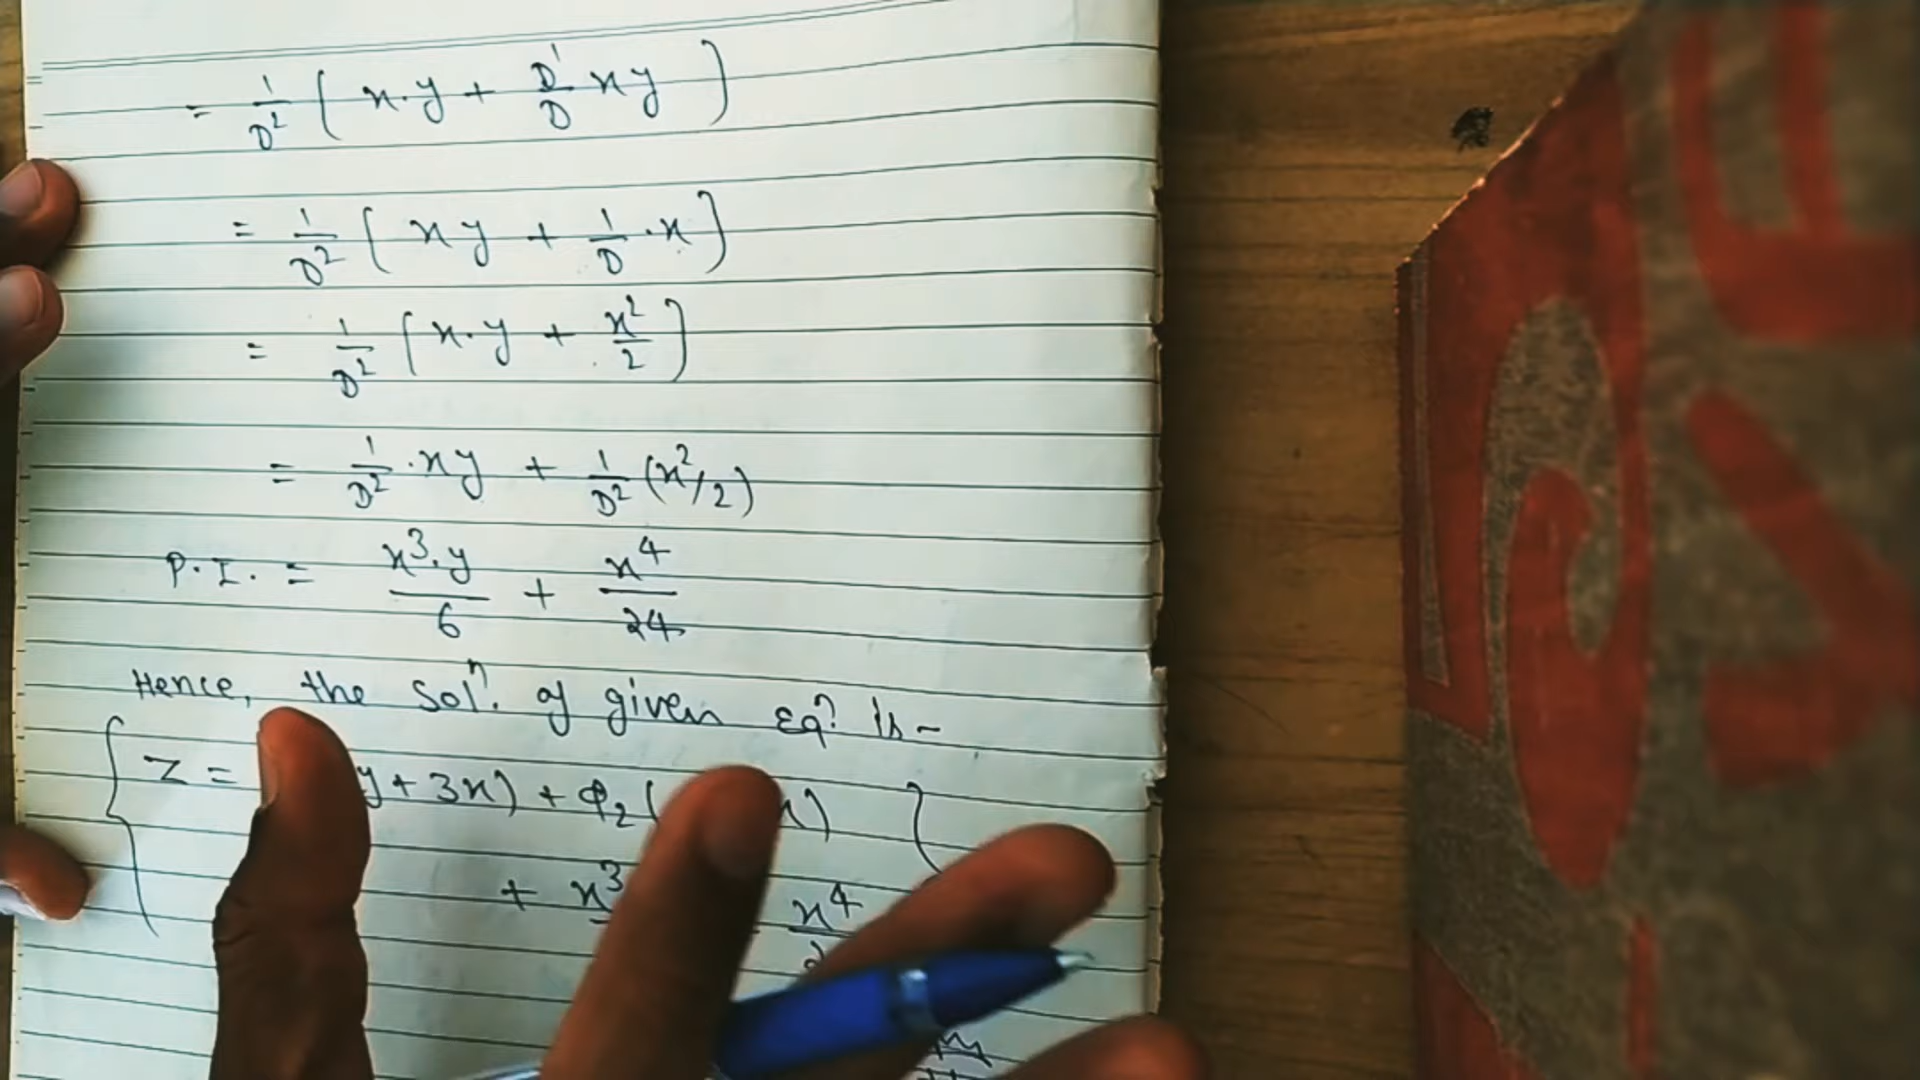 = 1/D² ( x·y + D'/D xy )
= 1/D² [ xy + 1/D ·x ]
= 1/D² [ x·y + x²/2 ]
= 1/D² ·xy + 1/D² (x²/2)
P.I. = x³·y/6 + x⁴/24
Hence, the Solⁿ. of given Eqⁿ. is -
Z = y + 3x) + φ₂ ( x)
+ x³ x⁴